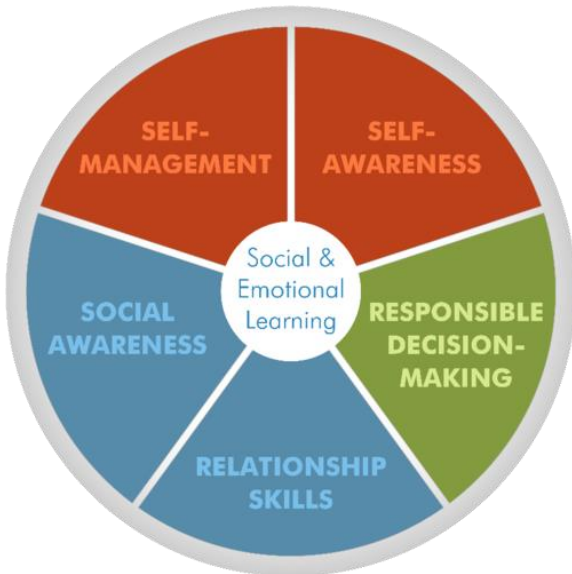 SELF-
MANAGEMENT
SELF-
AWARENESS
Social &
Emotional
Learning
SOCIAL
AWARENESS
RESPONSIBLE
DECISION-
MAKING
RELATIONSHIP
SKILLS